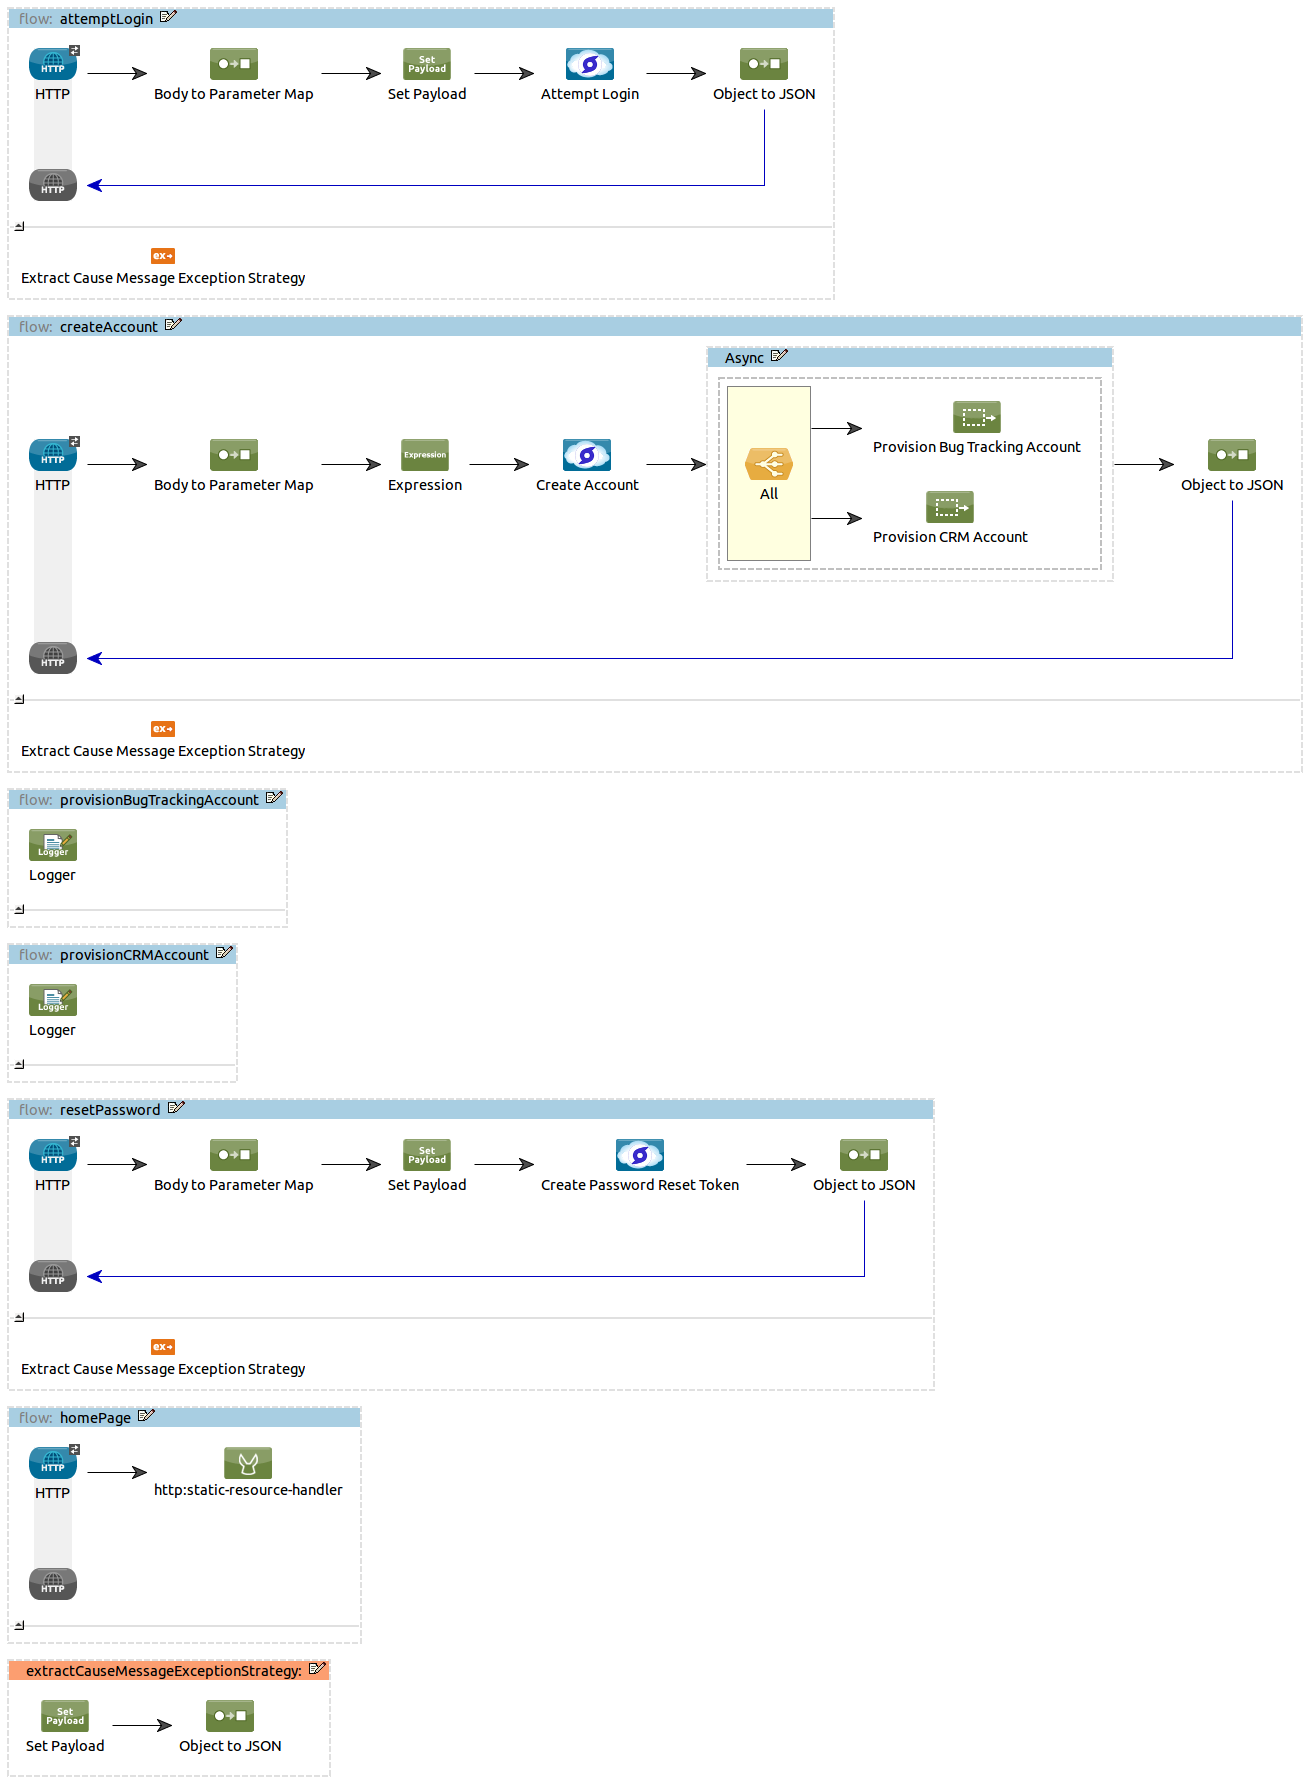 flow: attemptLogin
HTTP Set Payload
HTTP Body to Parameter Map Set Payload Attempt Login Object to JSON
HTTP
ex
Extract Cause Message Exception Strategy
flow: createAccount
Async
Provision Bug Tracking Account
HTTP Expression
HTTP Body to Parameter Map Expression Create Account All Object to JSON
Provision CRM Account
HTTP
ex
Extract Cause Message Exception Strategy
flow: provisionBugTrackingAccount
Logger
Logger
flow: provisionCRMAccount
Logger
Logger
flow: resetPassword
HTTP Set Payload
HTTP Body to Parameter Map Set Payload Create Password Reset Token Object to JSON
HTTP
ex
Extract Cause Message Exception Strategy
flow: homePage
HTTP
HTTP http:static-resource-handler
HTTP
extractCauseMessageExceptionStrategy:
Set Payload
Set Payload Object to JSON